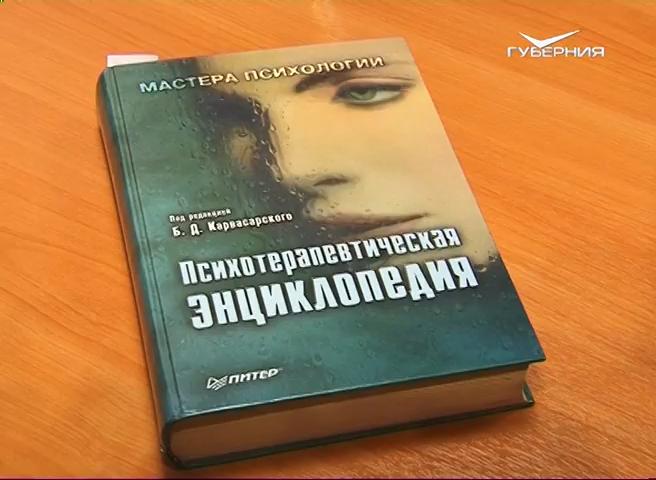 ГУБЕРНИЯ
МАСТЕРА ПСИХОЛОГИИ
Под редакцией
Б. Д. Карвасарского
Психотерапевтическая
ЭНЦИКЛОПЕДИЯ
ПИТЕР